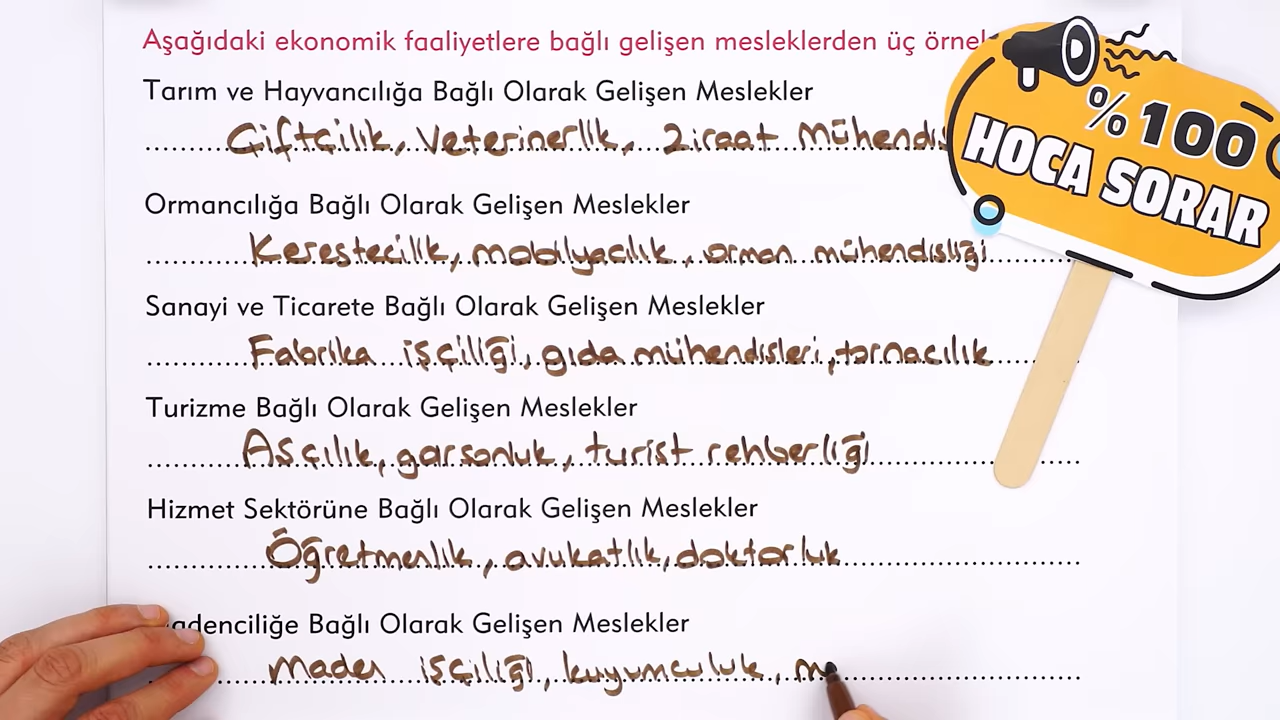 Aşağıdaki ekonomik faaliyetlere bağlı gelişen mesleklerden üç örnek
Tarım ve Hayvancılığa Bağlı Olarak Gelişen Meslekler
Çiftçilik, Veterinerlik, Ziraat Mühendis
Ormancılığa Bağlı Olarak Gelişen Meslekler
Kerestecilik, mobilyacılık, orman mühendisliği
Sanayi ve Ticarete Bağlı Olarak Gelişen Meslekler
Fabrika işçiliği, gıda mühendisleri, tornacılık
Turizme Bağlı Olarak Gelişen Meslekler
Aşçılık, garsonluk, turist rehberliği
Hizmet Sektörüne Bağlı Olarak Gelişen Meslekler
Öğretmenlik, avukatlık, doktorluk
adenciliğe Bağlı Olarak Gelişen Meslekler
Maden işçiliği, kuyumculuk, m
%100
HOCA SORAR